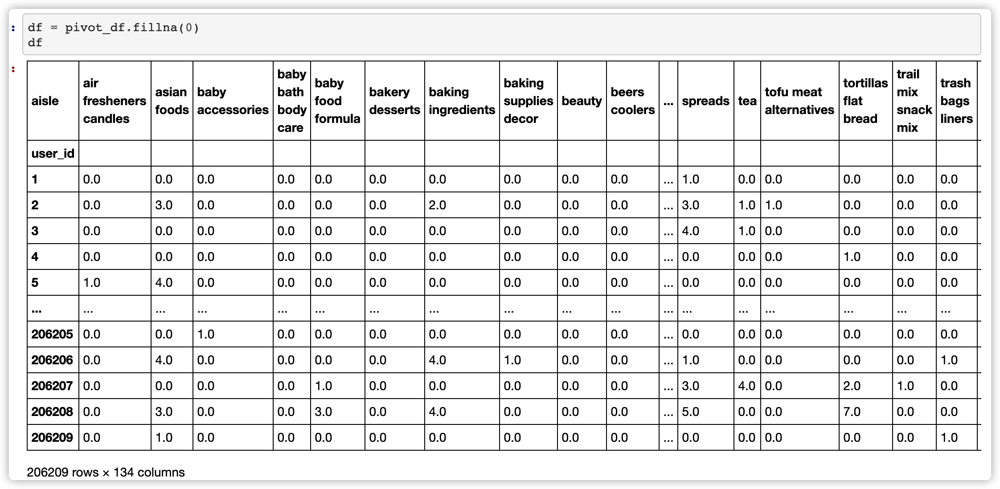 : df = pivot_df.fillna(0)
df
:
aisle air fresheners candles asian foods baby accessories baby bath body care baby food formula bakery desserts baking ingredients baking supplies decor beauty beers coolers ... spreads tea tofu meat alternatives tortillas flat bread trail mix snack mix trash bags liners
user_id
1 0.0 0.0 0.0 0.0 0.0 0.0 0.0 0.0 0.0 0.0 ... 1.0 0.0 0.0 0.0 0.0 0.0
2 0.0 3.0 0.0 0.0 0.0 0.0 2.0 0.0 0.0 0.0 ... 3.0 1.0 1.0 0.0 0.0 0.0
3 0.0 0.0 0.0 0.0 0.0 0.0 0.0 0.0 0.0 0.0 ... 4.0 1.0 0.0 0.0 0.0 0.0
4 0.0 0.0 0.0 0.0 0.0 0.0 0.0 0.0 0.0 0.0 ... 0.0 0.0 0.0 1.0 0.0 0.0
5 1.0 4.0 0.0 0.0 0.0 0.0 0.0 0.0 0.0 0.0 ... 0.0 0.0 0.0 0.0 0.0 0.0
... ... ... ... ... ... ... ... ... ... ... ... ... ... ... ... ... ...
206205 0.0 0.0 1.0 0.0 0.0 0.0 0.0 0.0 0.0 0.0 ... 0.0 0.0 0.0 0.0 0.0 0.0
206206 0.0 4.0 0.0 0.0 0.0 0.0 4.0 1.0 0.0 0.0 ... 1.0 0.0 0.0 0.0 0.0 1.0
206207 0.0 0.0 0.0 0.0 1.0 0.0 0.0 0.0 0.0 0.0 ... 3.0 4.0 0.0 2.0 1.0 0.0
206208 0.0 3.0 0.0 0.0 3.0 0.0 4.0 0.0 0.0 0.0 ... 5.0 0.0 0.0 7.0 0.0 0.0
206209 0.0 1.0 0.0 0.0 0.0 0.0 0.0 0.0 0.0 0.0 ... 0.0 0.0 0.0 0.0 0.0 1.0
206209 rows × 134 columns